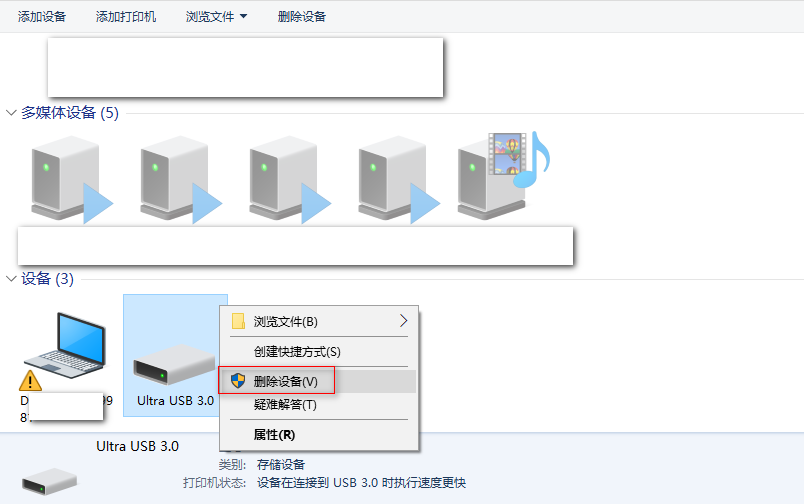 添加设备 添加打印机 浏览文件 删除设备
多媒体设备 (5)
设备 (3)
浏览文件(B)
创建快捷方式(S)
删除设备(V)
疑难解答(T)
属性(R)
D 99
8
Ultra USB 3.0
Ultra USB 3.0
类别: 存储设备
打印机状态: 设备在连接到 USB 3.0 时执行速度更快